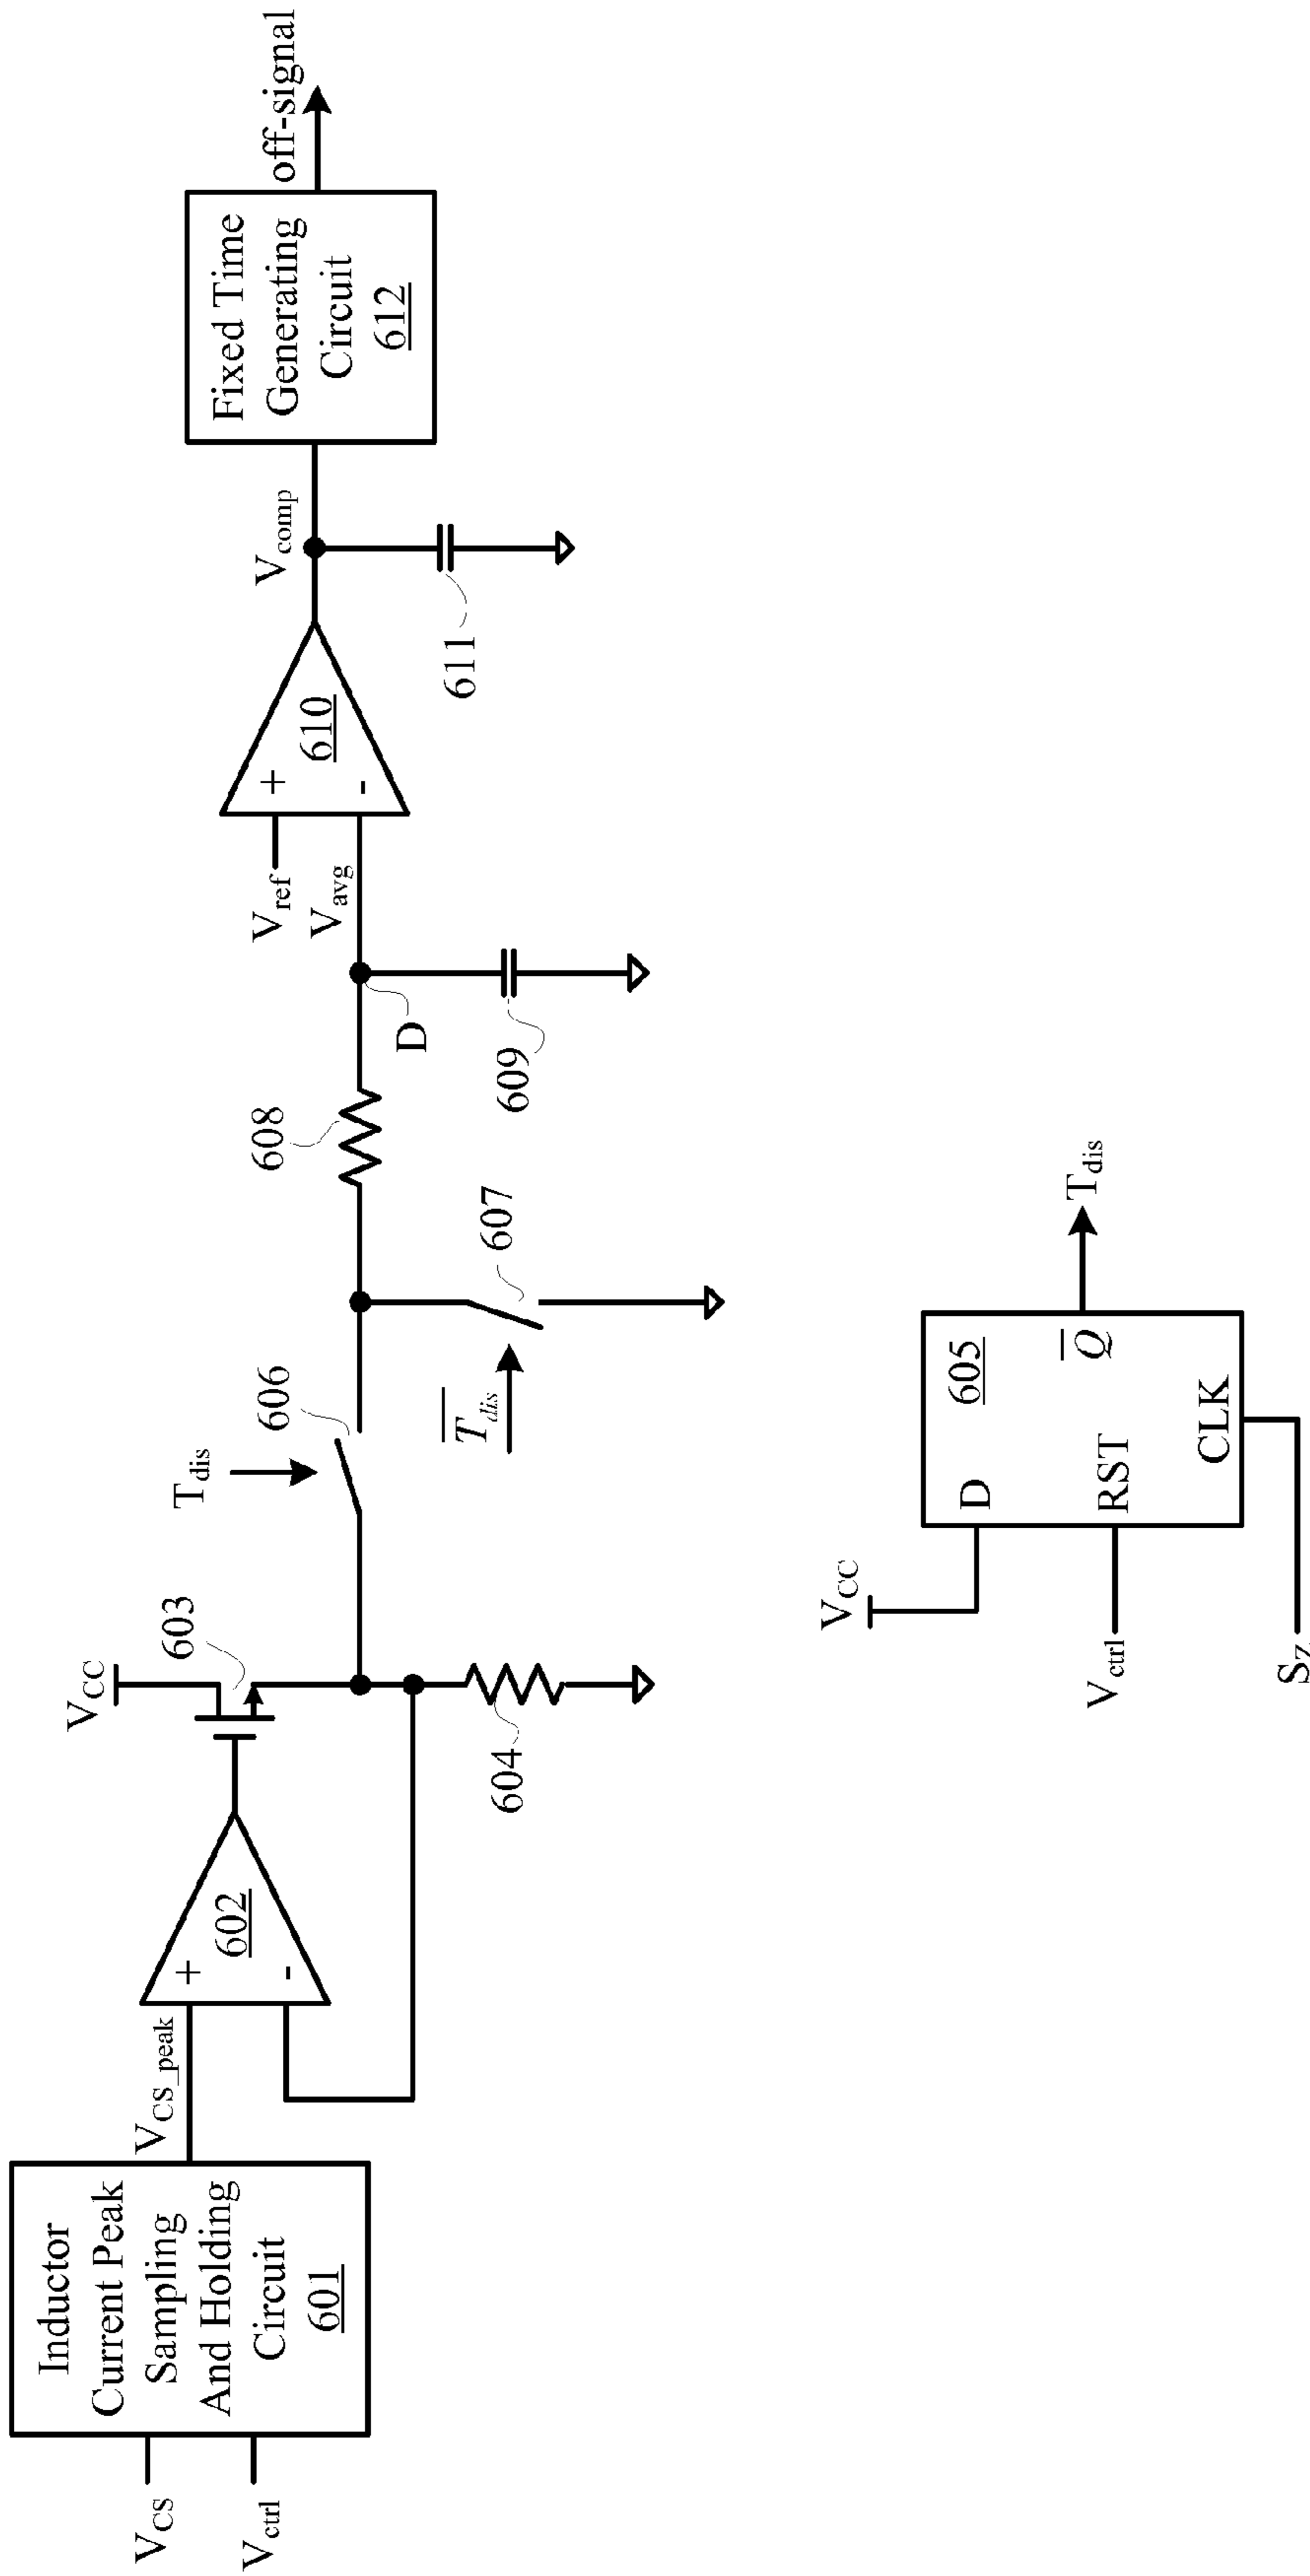 V_CS
V_ctrl
Inductor
Current Peak
Sampling
And Holding
Circuit
601
V_CS_peak
+
-
602
V_CC
603
604
T_dis
606
T̅_dis
607
608
D
609
V_ref
V_avg
+
-
610
V_comp
611
Fixed Time
Generating
Circuit
612
off-signal
V_CC
V_ctrl
S_Z
D
605
RST
Q̅
CLK
T_dis